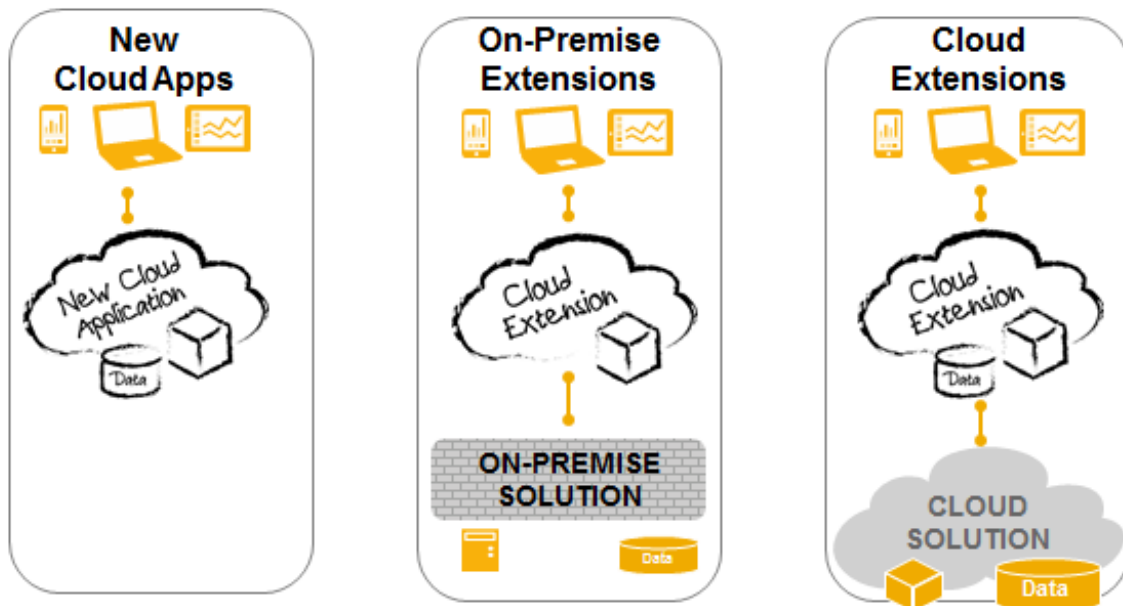 New
Cloud Apps
New Cloud
Application
Data
On-Premise
Extensions
Cloud
Extension
ON-PREMISE
SOLUTION
Data
Cloud
Extensions
Cloud
Extension
Data
CLOUD
SOLUTION
Data